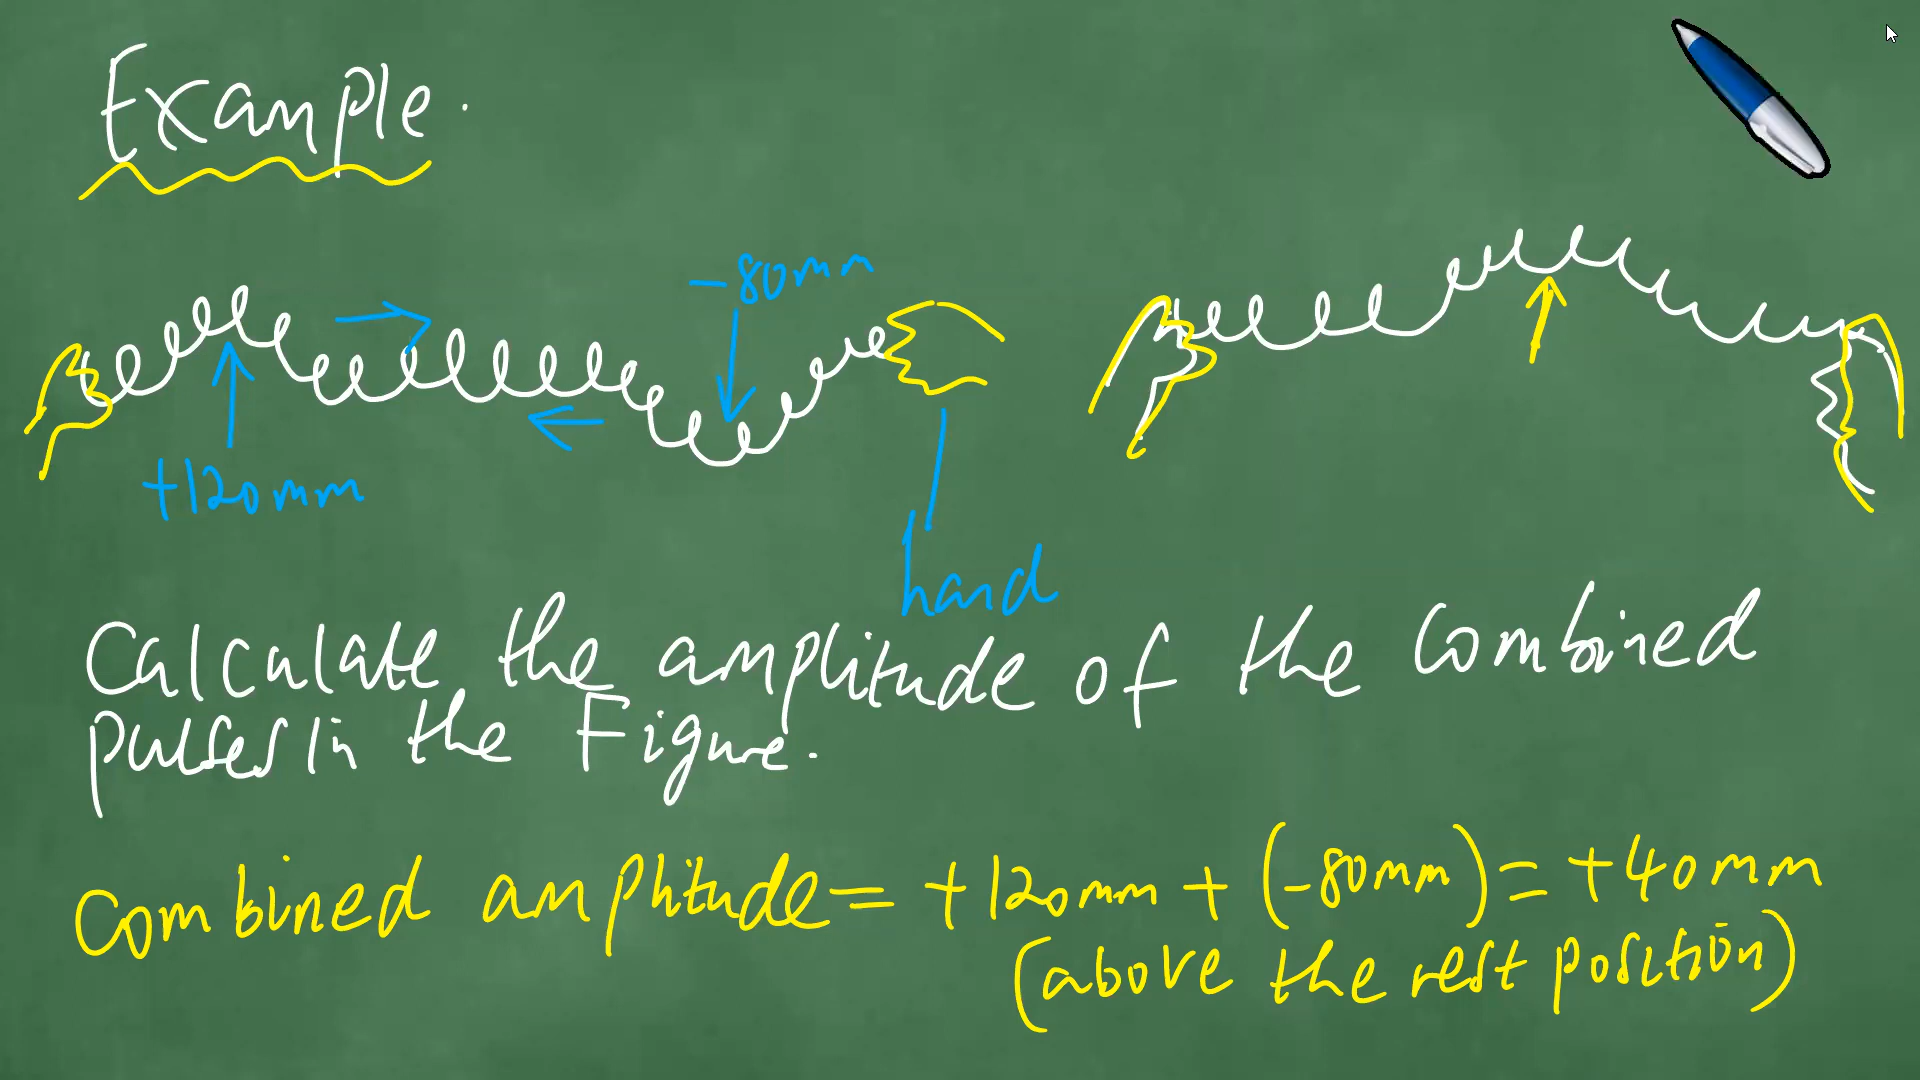 Example.
-80mm
+120mm
hand
Calculate the amplitude of the combined
pulses in the Figure.
Combined amplitude = +120mm + (-80mm) = +40mm
(above the rest position)